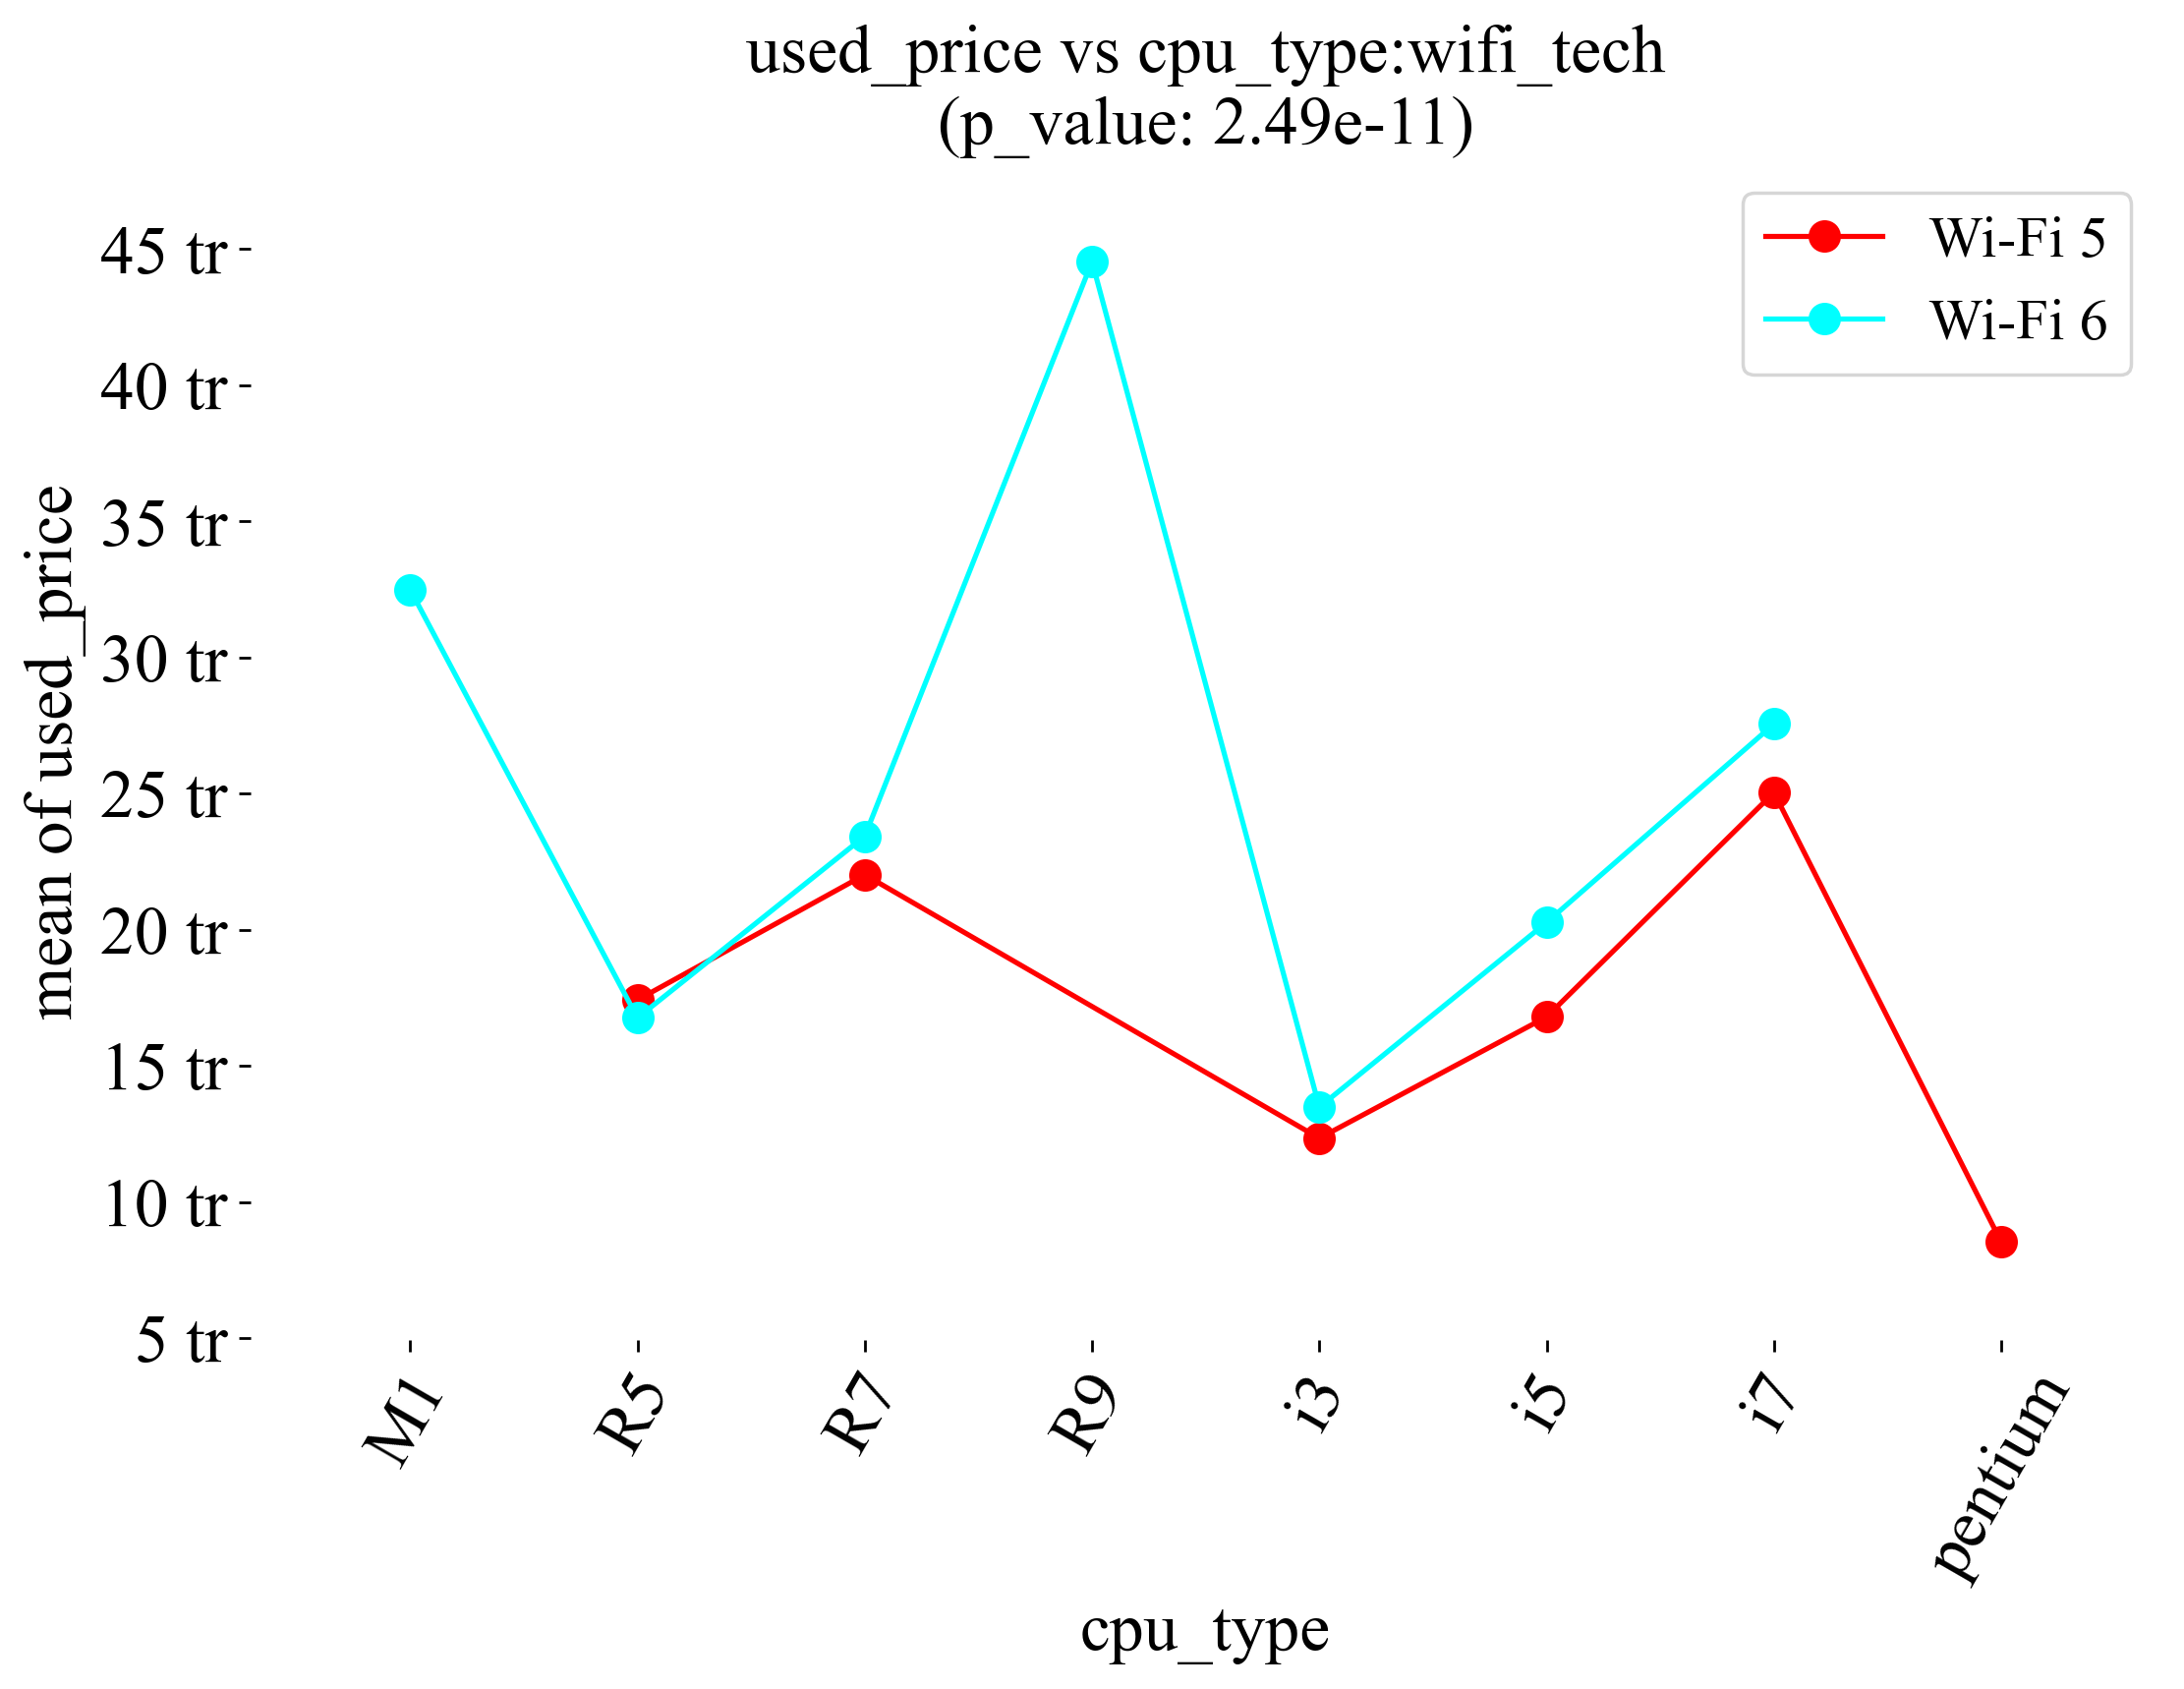 used_price vs cpu_type:wifi_tech
(p_value: 2.49e-11)
Wi-Fi 5
Wi-Fi 6
mean of used_price
45 tr
40 tr
35 tr
30 tr
25 tr
20 tr
15 tr
10 tr
5 tr
M1
R5
R7
R9
i3
i5
i7
pentium
cpu_type